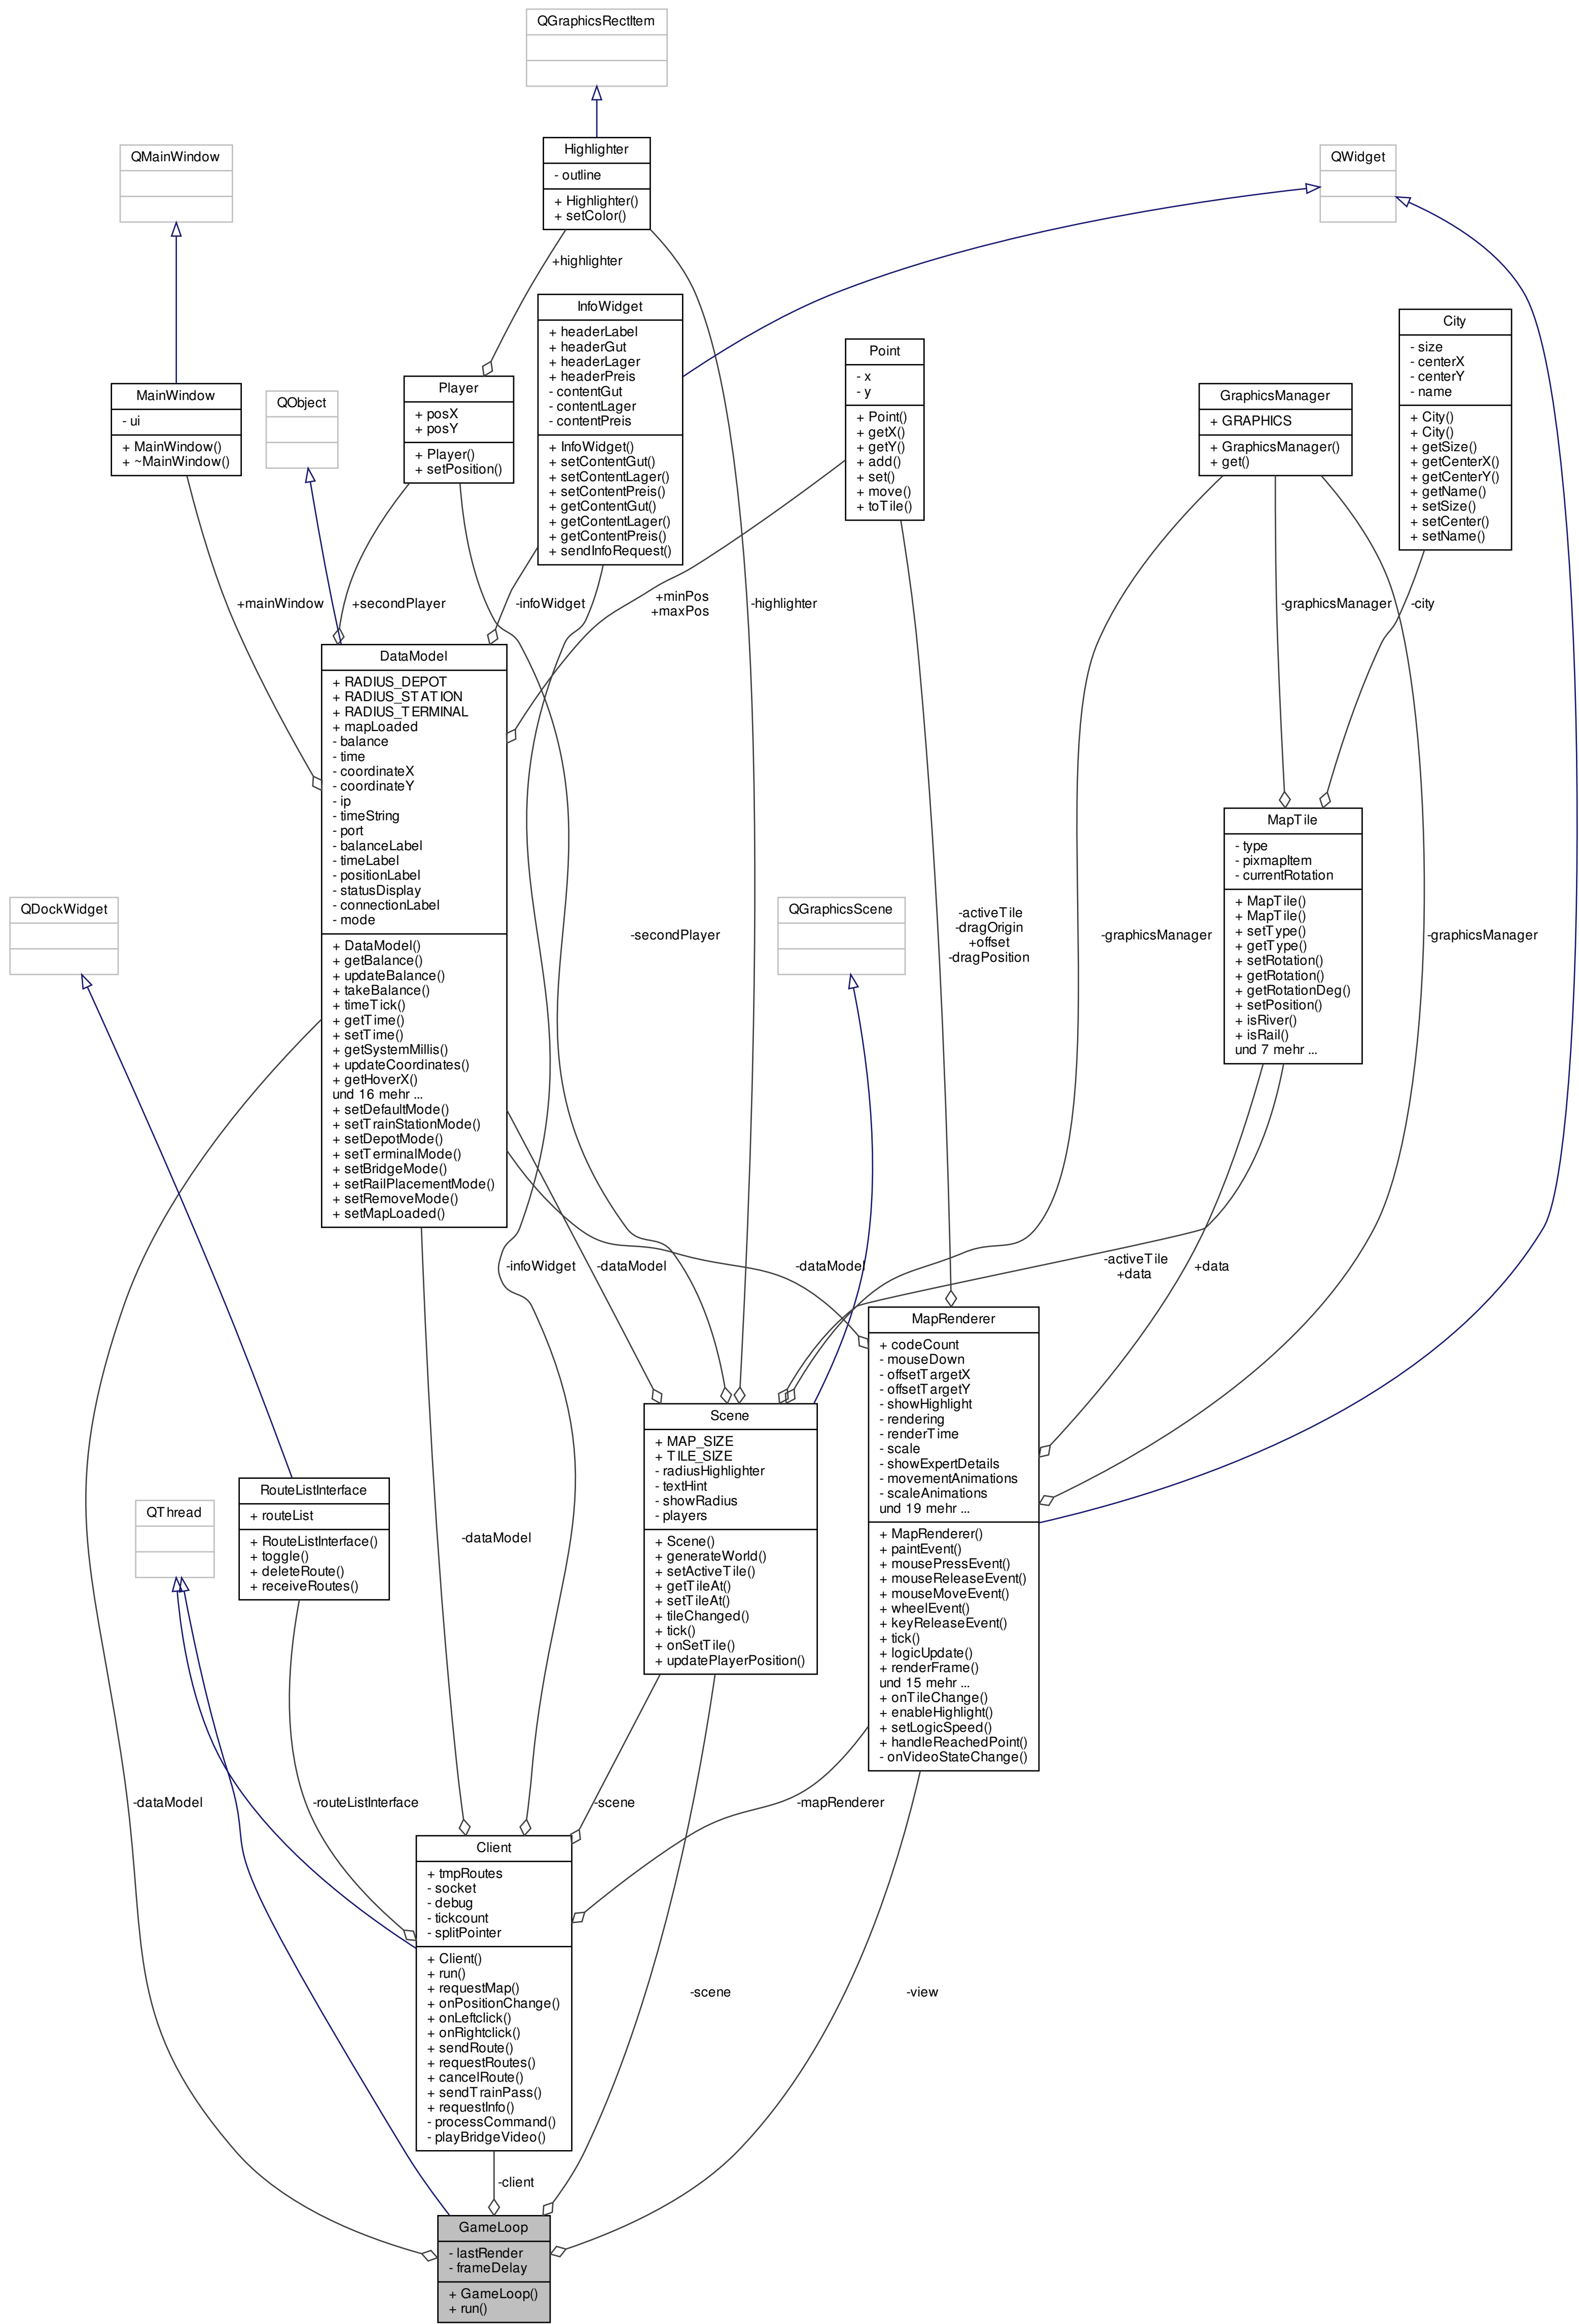 QGraphicsRectItem
Highlighter
- outline
+ Highlighter()
+ setColor()
QMainWindow
QWidget
+highlighter
InfoWidget
+ headerLabel
+ headerGut
+ headerLager
+ headerPreis
- contentGut
- contentLager
- contentPreis
+ InfoWidget()
+ setContentGut()
+ setContentLager()
+ setContentPreis()
+ getContentGut()
+ getContentLager()
+ getContentPreis()
+ sendInfoRequest()
City
- size
- centerX
- centerY
- name
+ City()
+ City()
+ getSize()
+ getCenterX()
+ getCenterY()
+ getName()
+ setSize()
+ setCenter()
+ setName()
Point
- x
- y
+ Point()
+ getX()
+ getY()
+ add()
+ set()
+ move()
+ toTile()
Player
+ posX
+ posY
+ Player()
+ setPosition()
MainWindow
- ui
+ MainWindow()
+ ~MainWindow()
QObject
GraphicsManager
+ GRAPHICS
+ GraphicsManager()
+ get()
+mainWindow
+secondPlayer
-infoWidget
+minPos
+maxPos
-highlighter
-graphicsManager
-city
DataModel
+ RADIUS_DEPOT
+ RADIUS_STATION
+ RADIUS_TERMINAL
+ mapLoaded
- balance
- time
- coordinateX
- coordinateY
- ip
- timeString
- port
- balanceLabel
- timeLabel
- positionLabel
- statusDisplay
- connectionLabel
- mode
+ DataModel()
+ getBalance()
+ updateBalance()
+ takeBalance()
+ timeTick()
+ getTime()
+ setTime()
+ getSystemMillis()
+ updateCoordinates()
+ getHoverX()
und 16 mehr ...
+ setDefaultMode()
+ setTrainStationMode()
+ setDepotMode()
+ setTerminalMode()
+ setBridgeMode()
+ setRailPlacementMode()
+ setRemoveMode()
+ setMapLoaded()
MapTile
- type
- pixmapItem
- currentRotation
+ MapTile()
+ MapTile()
+ setType()
+ getType()
+ setRotation()
+ getRotation()
+ getRotationDeg()
+ setPosition()
+ isRiver()
+ isRail()
und 7 mehr ...
QDockWidget
QGraphicsScene
-secondPlayer
-activeTile
-dragOrigin
+offset
-dragPosition
-graphicsManager
-graphicsManager
-infoWidget
-dataModel
-dataModel
-activeTile
+data
+data
MapRenderer
+ codeCount
- mouseDown
- offsetTargetX
- offsetTargetY
- showHighlight
- rendering
- renderTime
- scale
- showExpertDetails
- movementAnimations
- scaleAnimations
und 19 mehr ...
+ MapRenderer()
+ paintEvent()
+ mousePressEvent()
+ mouseReleaseEvent()
+ mouseMoveEvent()
+ wheelEvent()
+ keyReleaseEvent()
+ tick()
+ logicUpdate()
+ renderFrame()
und 15 mehr ...
+ onTileChange()
+ enableHighlight()
+ setLogicSpeed()
+ handleReachedPoint()
- onVideoStateChange()
Scene
+ MAP_SIZE
+ TILE_SIZE
- radiusHighlighter
- textHint
- showRadius
- players
+ Scene()
+ generateWorld()
+ setActiveTile()
+ getTileAt()
+ setTileAt()
+ tileChanged()
+ tick()
+ onSetTile()
+ updatePlayerPosition()
RouteListInterface
+ routeList
+ RouteListInterface()
+ toggle()
+ deleteRoute()
+ receiveRoutes()
QThread
-dataModel
-dataModel
-routeListInterface
-scene
-mapRenderer
Client
+ tmpRoutes
- socket
- debug
- tickcount
- splitPointer
+ Client()
+ run()
+ requestMap()
+ onPositionChange()
+ onLeftclick()
+ onRightclick()
+ sendRoute()
+ requestRoutes()
+ cancelRoute()
+ sendTrainPass()
+ requestInfo()
- processCommand()
- playBridgeVideo()
-scene
-view
-client
GameLoop
- lastRender
- frameDelay
+ GameLoop()
+ run()